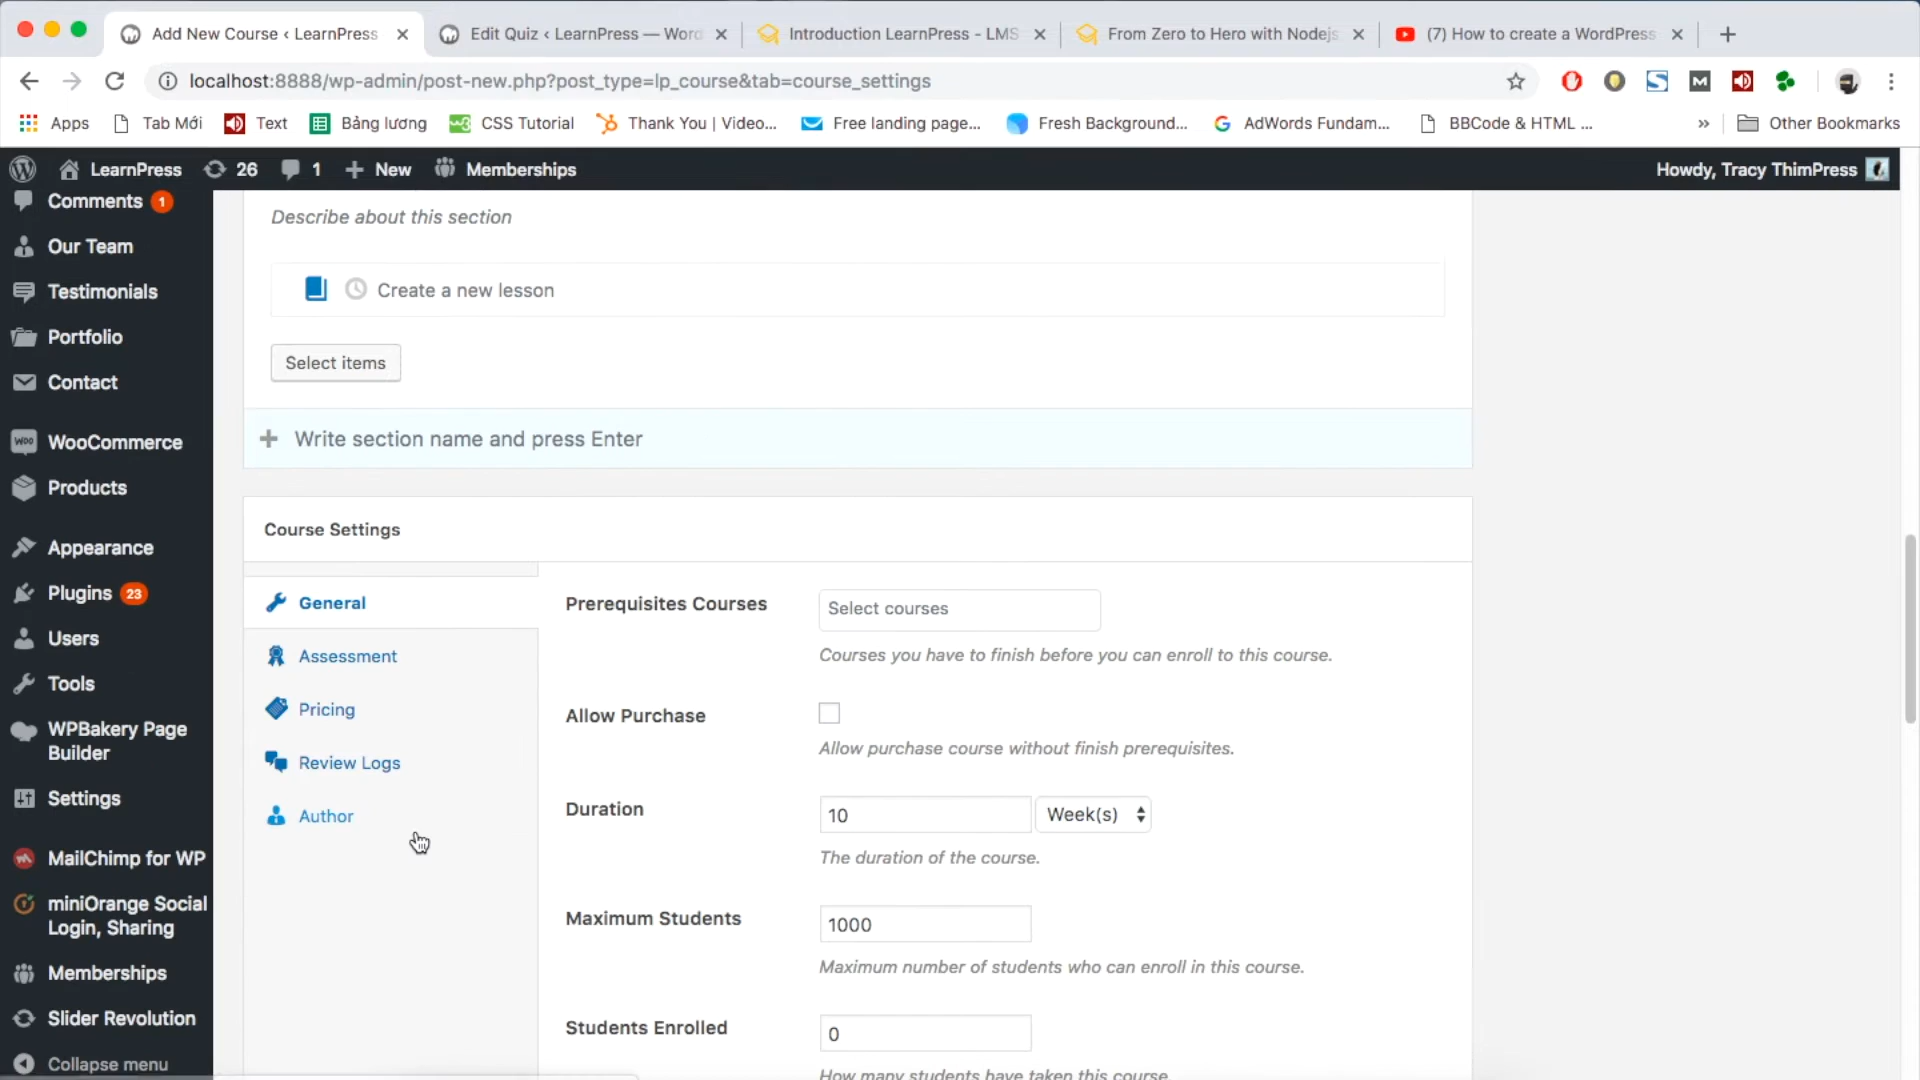 Add New Course ‹ LearnPress
Edit Quiz ‹ LearnPress — Word
Introduction LearnPress - LMS
From Zero to Hero with Nodejs
(7) How to create a WordPress
localhost:8888/wp-admin/post-new.php?post_type=lp_course&tab=course_settings
Apps
Tab Mới
Text
Bảng lương
CSS Tutorial
Thank You | Video...
Free landing page...
Fresh Background...
AdWords Fundam...
BBCode & HTML ...
»
Other Bookmarks
LearnPress
26
1
New
Memberships
Howdy, Tracy ThimPress
Comments 1
Our Team
Testimonials
Portfolio
Contact
WooCommerce
Products
Appearance
Plugins 23
Users
Tools
WPBakery Page
Builder
Settings
MailChimp for WP
miniOrange Social
Login, Sharing
Memberships
Slider Revolution
Collapse menu
Describe about this section
Create a new lesson
Select items
Write section name and press Enter
Course Settings
General
Assessment
Pricing
Review Logs
Author
Prerequisites Courses
Select courses
Courses you have to finish before you can enroll to this course.
Allow Purchase
Allow purchase course without finish prerequisites.
Duration
10
Week(s)
The duration of the course.
Maximum Students
1000
Maximum number of students who can enroll in this course.
Students Enrolled
0
How many students have taken this course.